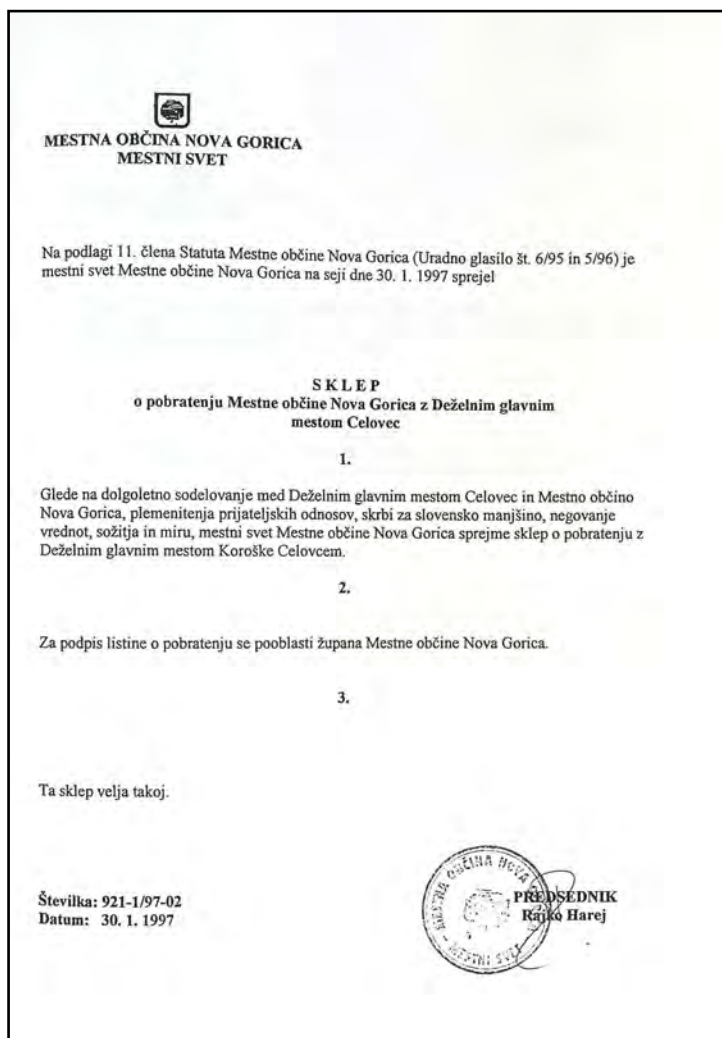 MESTNA OBČINA NOVA GORICA
MESTNI SVET
Na podlagi 11. člena Statuta Mestne občine Nova Gorica (Uradno glasilo št. 6/95 in 5/96) je
mestni svet Mestne občine Nova Gorica na seji dne 30. 1. 1997 sprejel
S K L E P
o pobratenju Mestne občine Nova Gorica z Deželnim glavnim
mestom Celovec
1.
Glede na dolgoletno sodelovanje med Deželnim glavnim mestom Celovec in Mestno občino
Nova Gorica, plemenitenja prijateljskih odnosov, skrbi za slovensko manjšino, negovanje
vrednot, sožitja in miru, mestni svet Mestne občine Nova Gorica sprejme sklep o pobratenju z
Deželnim glavnim mestom Koroške Celovcem.
2.
Za podpis listine o pobratenju se pooblasti župana Mestne občine Nova Gorica.
3.
Ta sklep velja takoj.
Številka: 921-1/97-02
Datum: 30. 1. 1997
PREDSEDNIK
Rajko Harej
MESTNA OBČINA NOVA
MESTNI SVET